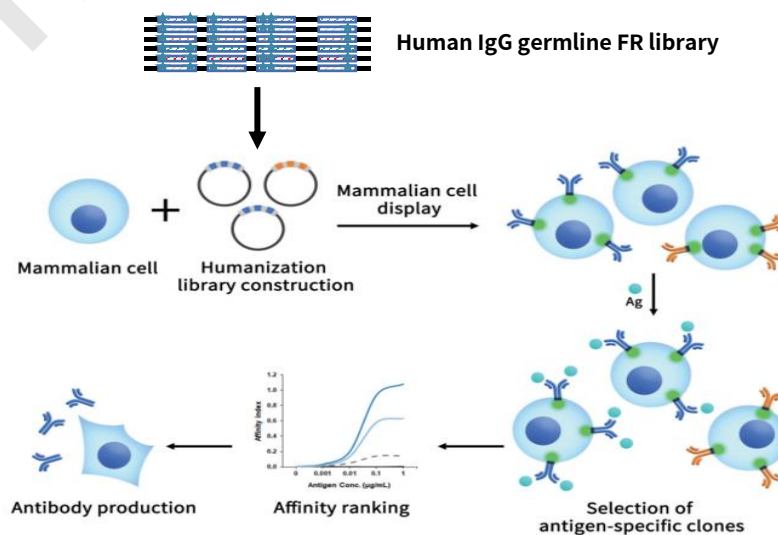 Human IgG germline FR library
Mammalian cell
display
Mammalian cell
Humanization
library construction
Ag
1.2
1.0
0.8
0.6
0.4
0.2
0.0
Affinity index
0 0.001 0.01 0.1 1
Antigen Conc. (µg/mL)
Antibody production
Affinity ranking
Selection of
antigen-specific clones